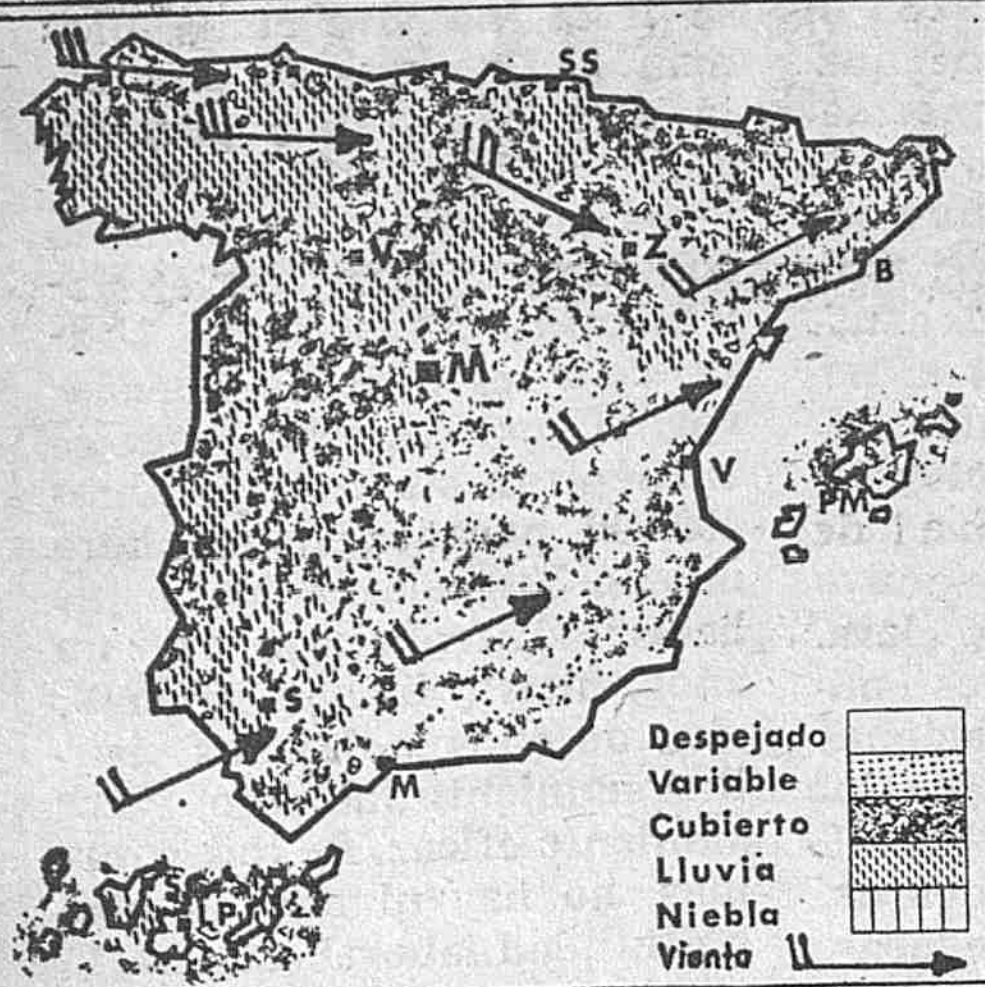 SS
G
V
Z
B
M
V
PM
S
M
S
LP
Despejado
Variable
Cubierto
Lluvia
Niebla
Viento